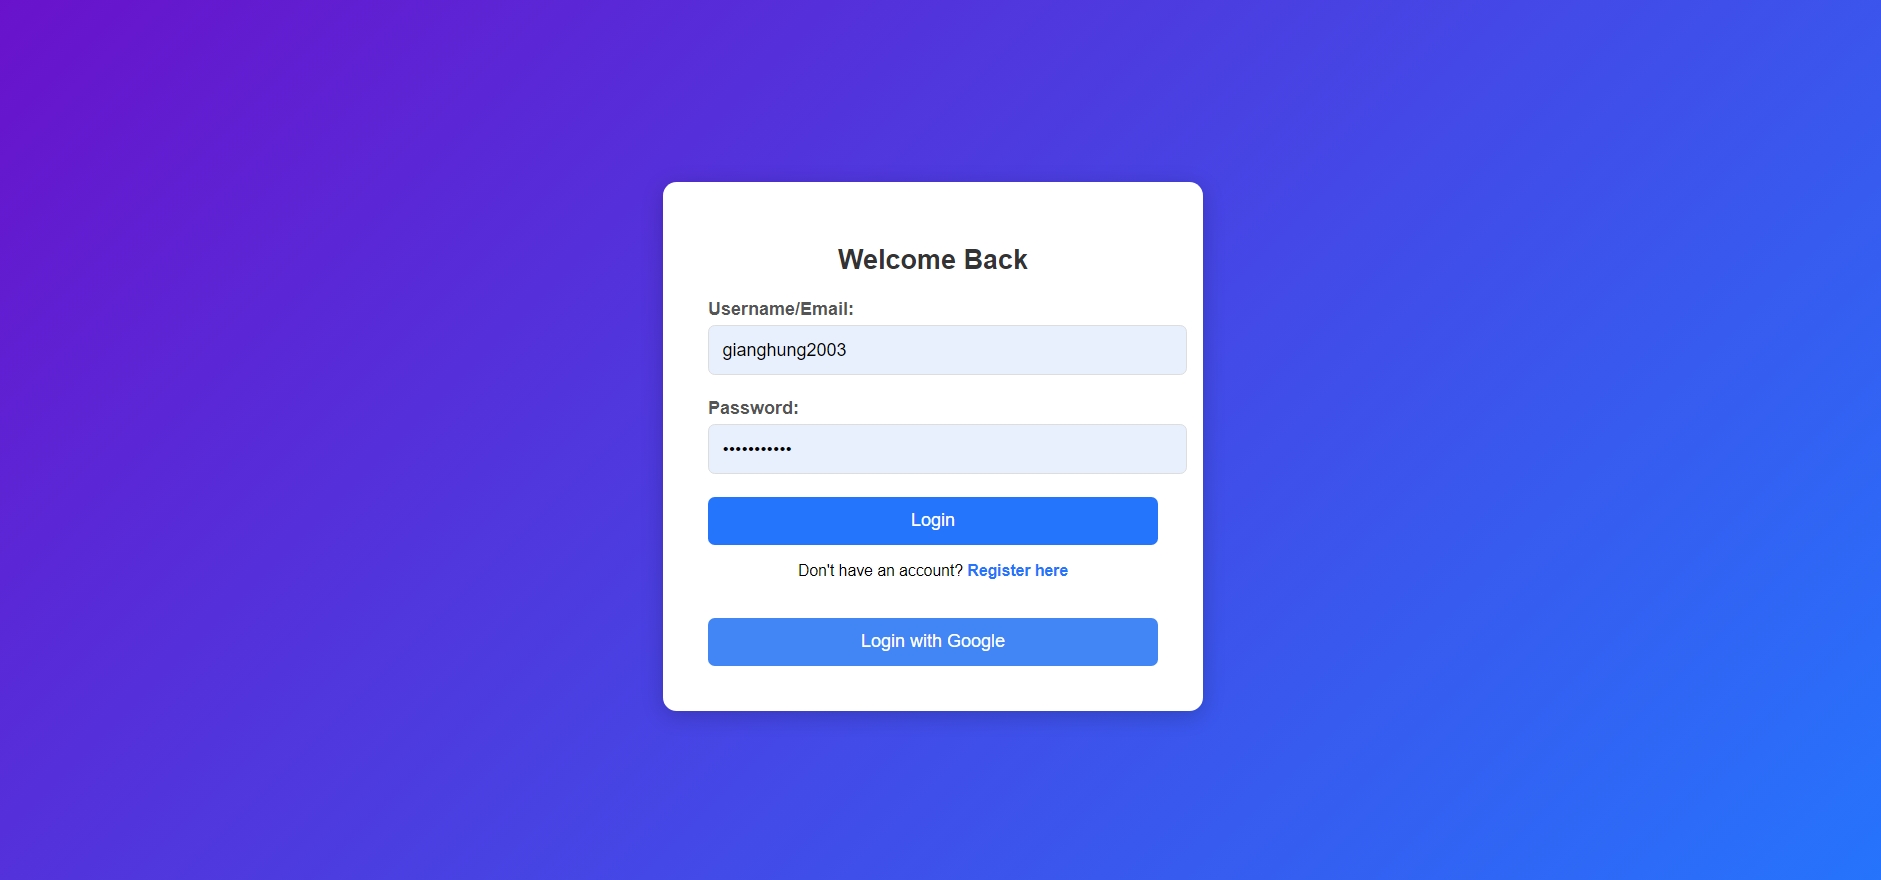 Welcome Back
Username/Email:
gianghung2003
Password:
•••••••••••
Login
Don't have an account? Register here
Login with Google